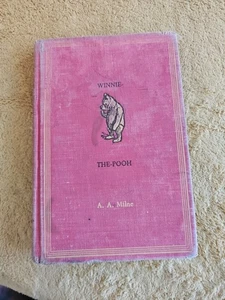 WINNIE-
THE-POOH
A. A. Milne